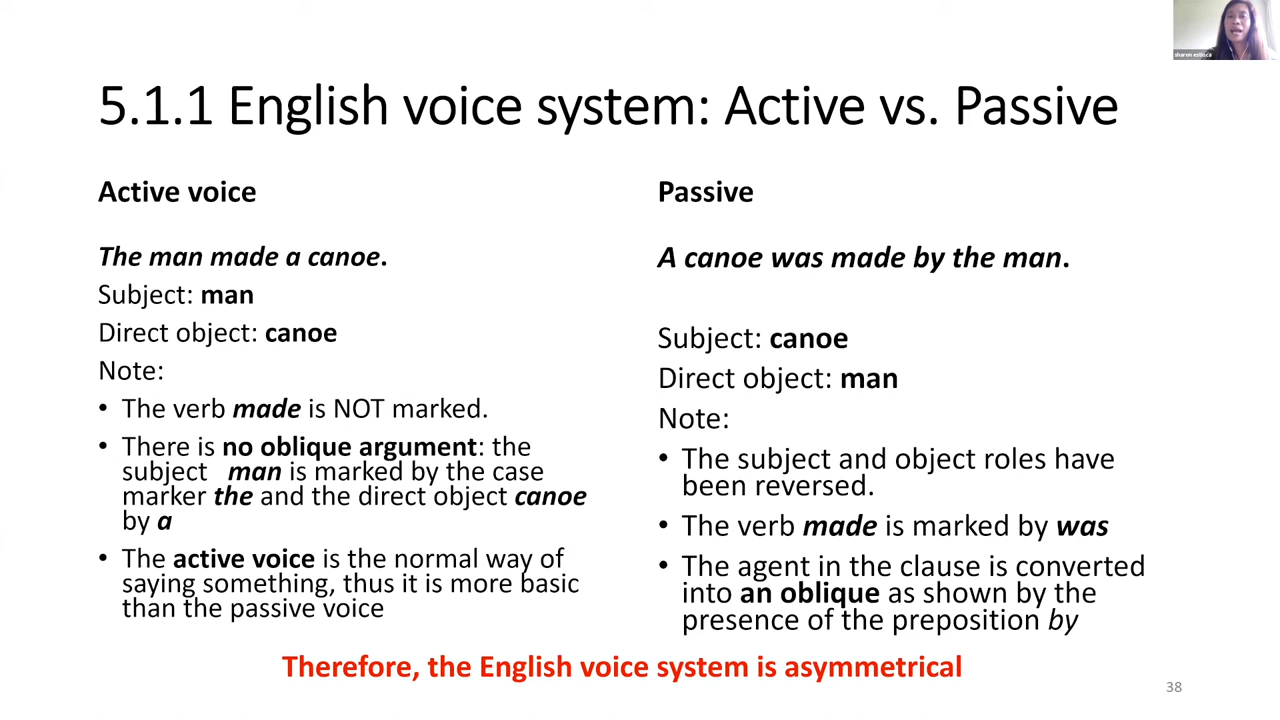 sharon estioca
5.1.1 English voice system: Active vs. Passive
Active voice
The man made a canoe.
Subject: man
Direct object: canoe
Note:
• The verb made is NOT marked.
• There is no oblique argument: the
subject man is marked by the case
marker the and the direct object canoe
by a
• The active voice is the normal way of
saying something, thus it is more basic
than the passive voice
Passive
A canoe was made by the man.
Subject: canoe
Direct object: man
Note:
• The subject and object roles have
been reversed.
• The verb made is marked by was
• The agent in the clause is converted
into an oblique as shown by the
presence of the preposition by
Therefore, the English voice system is asymmetrical
38